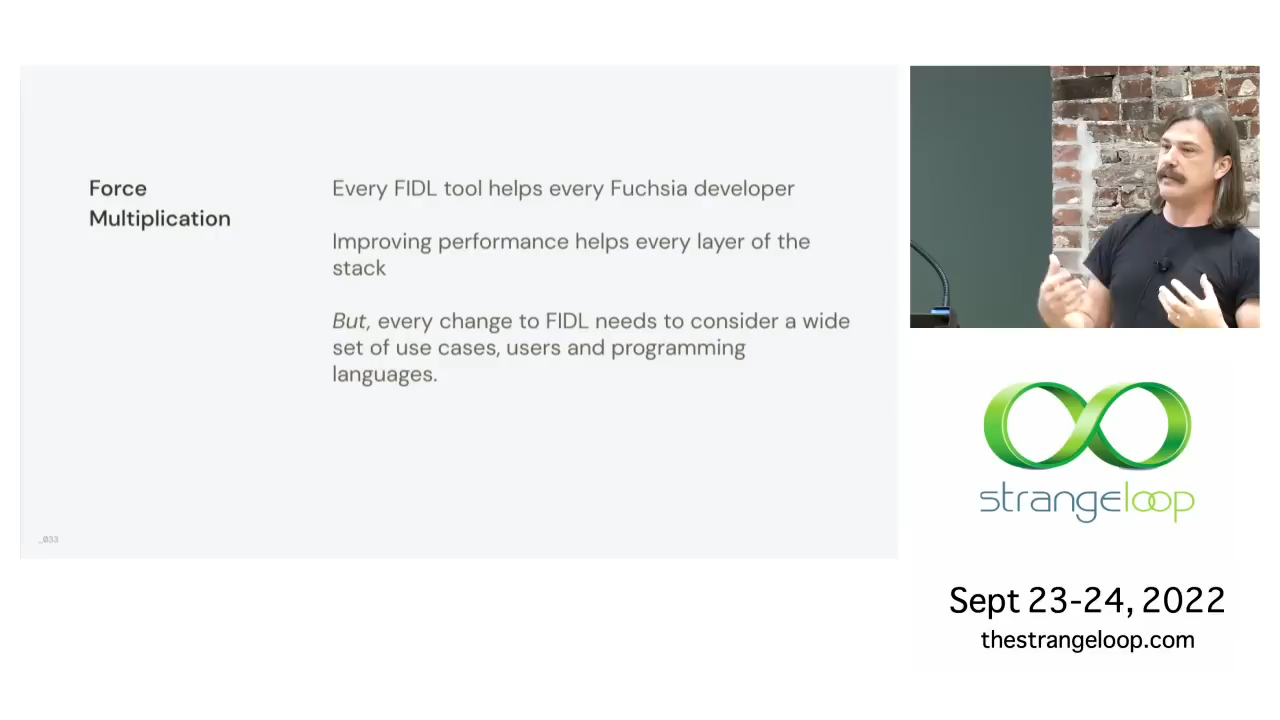 Force
Multiplication
Every FIDL tool helps every Fuchsia developer
Improving performance helps every layer of the
stack
But, every change to FIDL needs to consider a wide
set of use cases, users and programming
languages.
_033
strangeloop
Sept 23-24, 2022
thestrangeloop.com